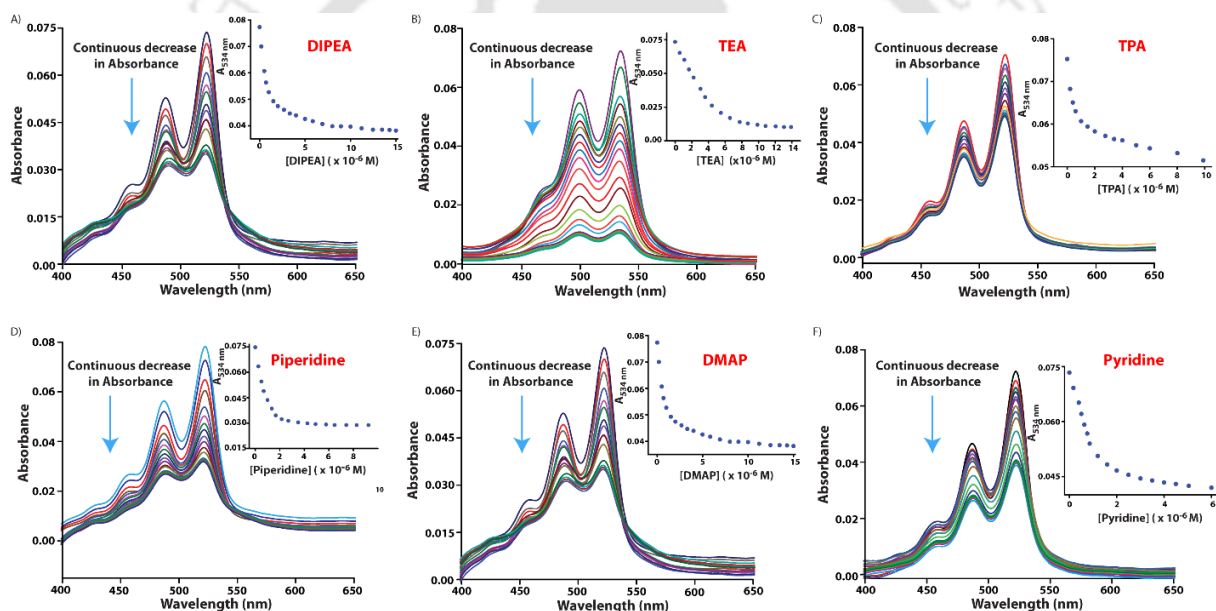 A)
DIPEA
Continuous decrease
in Absorbance
0.075
0.060
0.045
0.030
0.015
0.00
400 450 500 550 600 650
Wavelength (nm)
Absorbance
A534 nm
0.08
0.07
0.06
0.05
0.04
0 5 10 15
[DIPEA] ( x 10-6 M)
B)
TEA
Continuous decrease
in Absorbance
0.08
0.06
0.04
0.02
0.00
400 450 500 550 600 650
Wavelength (nm)
Absorbance
A534 nm
0.075
0.050
0.025
0.000
0 2 4 6 8 10 12 14
[TEA] (x 10-6 M)
C)
TPA
Continuous decrease
in Absorbance
0.08
0.06
0.04
0.02
0.00
400 450 500 550 600 650
Wavelength (nm)
Absorbance
A534 nm
0.08
0.07
0.06
0.05
0 2 4 6 8 10
[TPA] ( x 10-6 M)
D)
Piperidine
Continuous decrease
in Absorbance
0.08
0.06
0.04
0.02
0.00
400 450 500 550 600 650
Wavelength (nm)
Absorbance
A534 nm
0.075
0.060
0.045
0.030
0.015
0 2 4 6 8
[Piperidine] ( x 10-6 M)
10
E)
DMAP
Continuous decrease
in Absorbance
0.075
0.060
0.045
0.030
0.015
0.00
400 450 500 550 600 650
Wavelength (nm)
Absorbance
A534 nm
0.08
0.07
0.06
0.05
0.04
0 5 10 15
[DMAP] ( x 10-6 M)
F)
Pyridine
Continuous decrease
in Absorbance
0.08
0.06
0.04
0.02
0.00
400 450 500 550 600 650
Wavelength (nm)
Absorbance
A534 nm
0.075
0.060
0.045
0 2 4 6
[Pyridine] ( x 10-6 M)